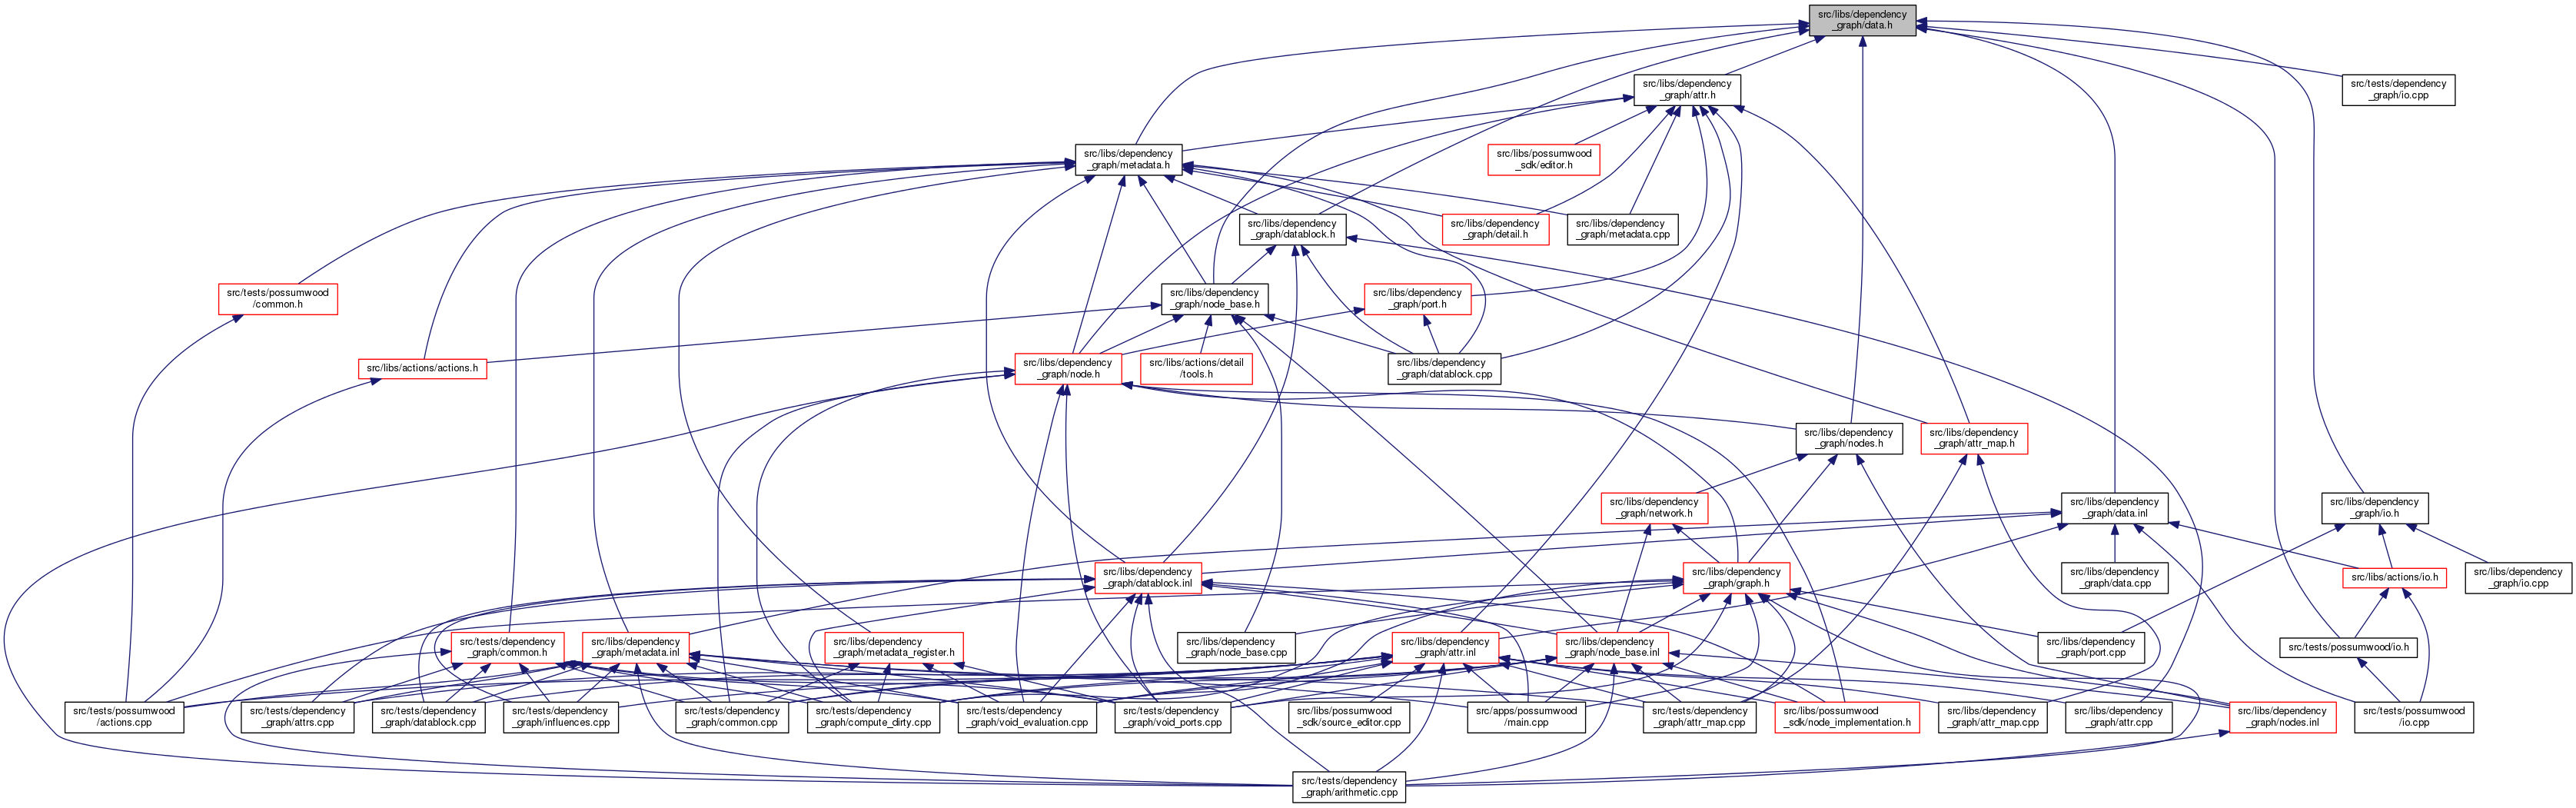 src/libs/dependency
_graph/data.h
src/libs/dependency
_graph/attr.h
src/tests/dependency
_graph/io.cpp
src/libs/dependency
_graph/metadata.h
src/libs/possumwood
_sdk/editor.h
src/libs/dependency
_graph/datablock.h
src/libs/dependency
_graph/detail.h
src/libs/dependency
_graph/metadata.cpp
src/tests/possumwood
/common.h
src/libs/dependency
_graph/node_base.h
src/libs/dependency
_graph/port.h
src/libs/actions/actions.h
src/libs/dependency
_graph/node.h
src/libs/actions/detail
/tools.h
src/libs/dependency
_graph/datablock.cpp
src/libs/dependency
_graph/nodes.h
src/libs/dependency
_graph/attr_map.h
src/libs/dependency
_graph/network.h
src/libs/dependency
_graph/data.inl
src/libs/dependency
_graph/io.h
src/libs/dependency
_graph/datablock.inl
src/libs/dependency
_graph/graph.h
src/libs/dependency
_graph/data.cpp
src/libs/actions/io.h
src/libs/dependency
_graph/io.cpp
src/tests/dependency
_graph/common.h
src/libs/dependency
_graph/metadata.inl
src/libs/dependency
_graph/metadata_register.h
src/libs/dependency
_graph/node_base.cpp
src/libs/dependency
_graph/attr.inl
src/libs/dependency
_graph/node_base.inl
src/libs/dependency
_graph/port.cpp
src/tests/possumwood/io.h
src/tests/possumwood
/actions.cpp
src/tests/dependency
_graph/attrs.cpp
src/tests/dependency
_graph/datablock.cpp
src/tests/dependency
_graph/influences.cpp
src/tests/dependency
_graph/common.cpp
src/tests/dependency
_graph/compute_dirty.cpp
src/tests/dependency
_graph/void_evaluation.cpp
src/tests/dependency
_graph/void_ports.cpp
src/libs/possumwood
_sdk/source_editor.cpp
src/apps/possumwood
/main.cpp
src/tests/dependency
_graph/attr_map.cpp
src/libs/possumwood
_sdk/node_implementation.h
src/libs/dependency
_graph/attr_map.cpp
src/libs/dependency
_graph/attr.cpp
src/libs/dependency
_graph/nodes.inl
src/tests/possumwood
/io.cpp
src/tests/dependency
_graph/arithmetic.cpp